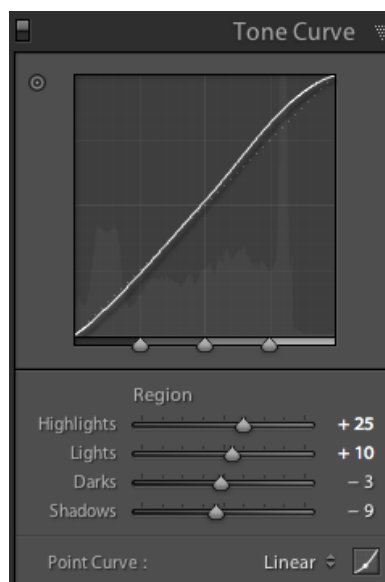 Tone Curve
Region
Highlights + 25
Lights + 10
Darks – 3
Shadows – 9
Point Curve : Linear